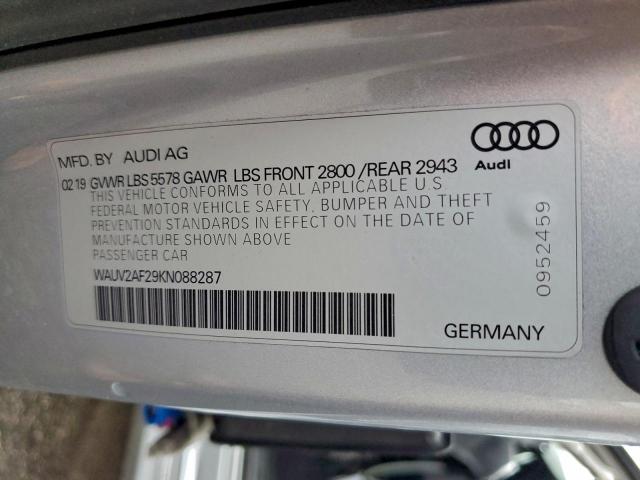 MFD. BY AUDI AG
02 19 GVWR LBS 5578 GAWR LBS FRONT 2800 / REAR 2943
THIS VEHICLE CONFORMS TO ALL APPLICABLE U.S
FEDERAL MOTOR VEHICLE SAFETY, BUMPER AND THEFT
PREVENTION STANDARDS IN EFFECT ON THE DATE OF
MANUFACTURE SHOWN ABOVE
PASSENGER CAR
WAUV2AF29KN088287
GERMANY
Audi
0952459